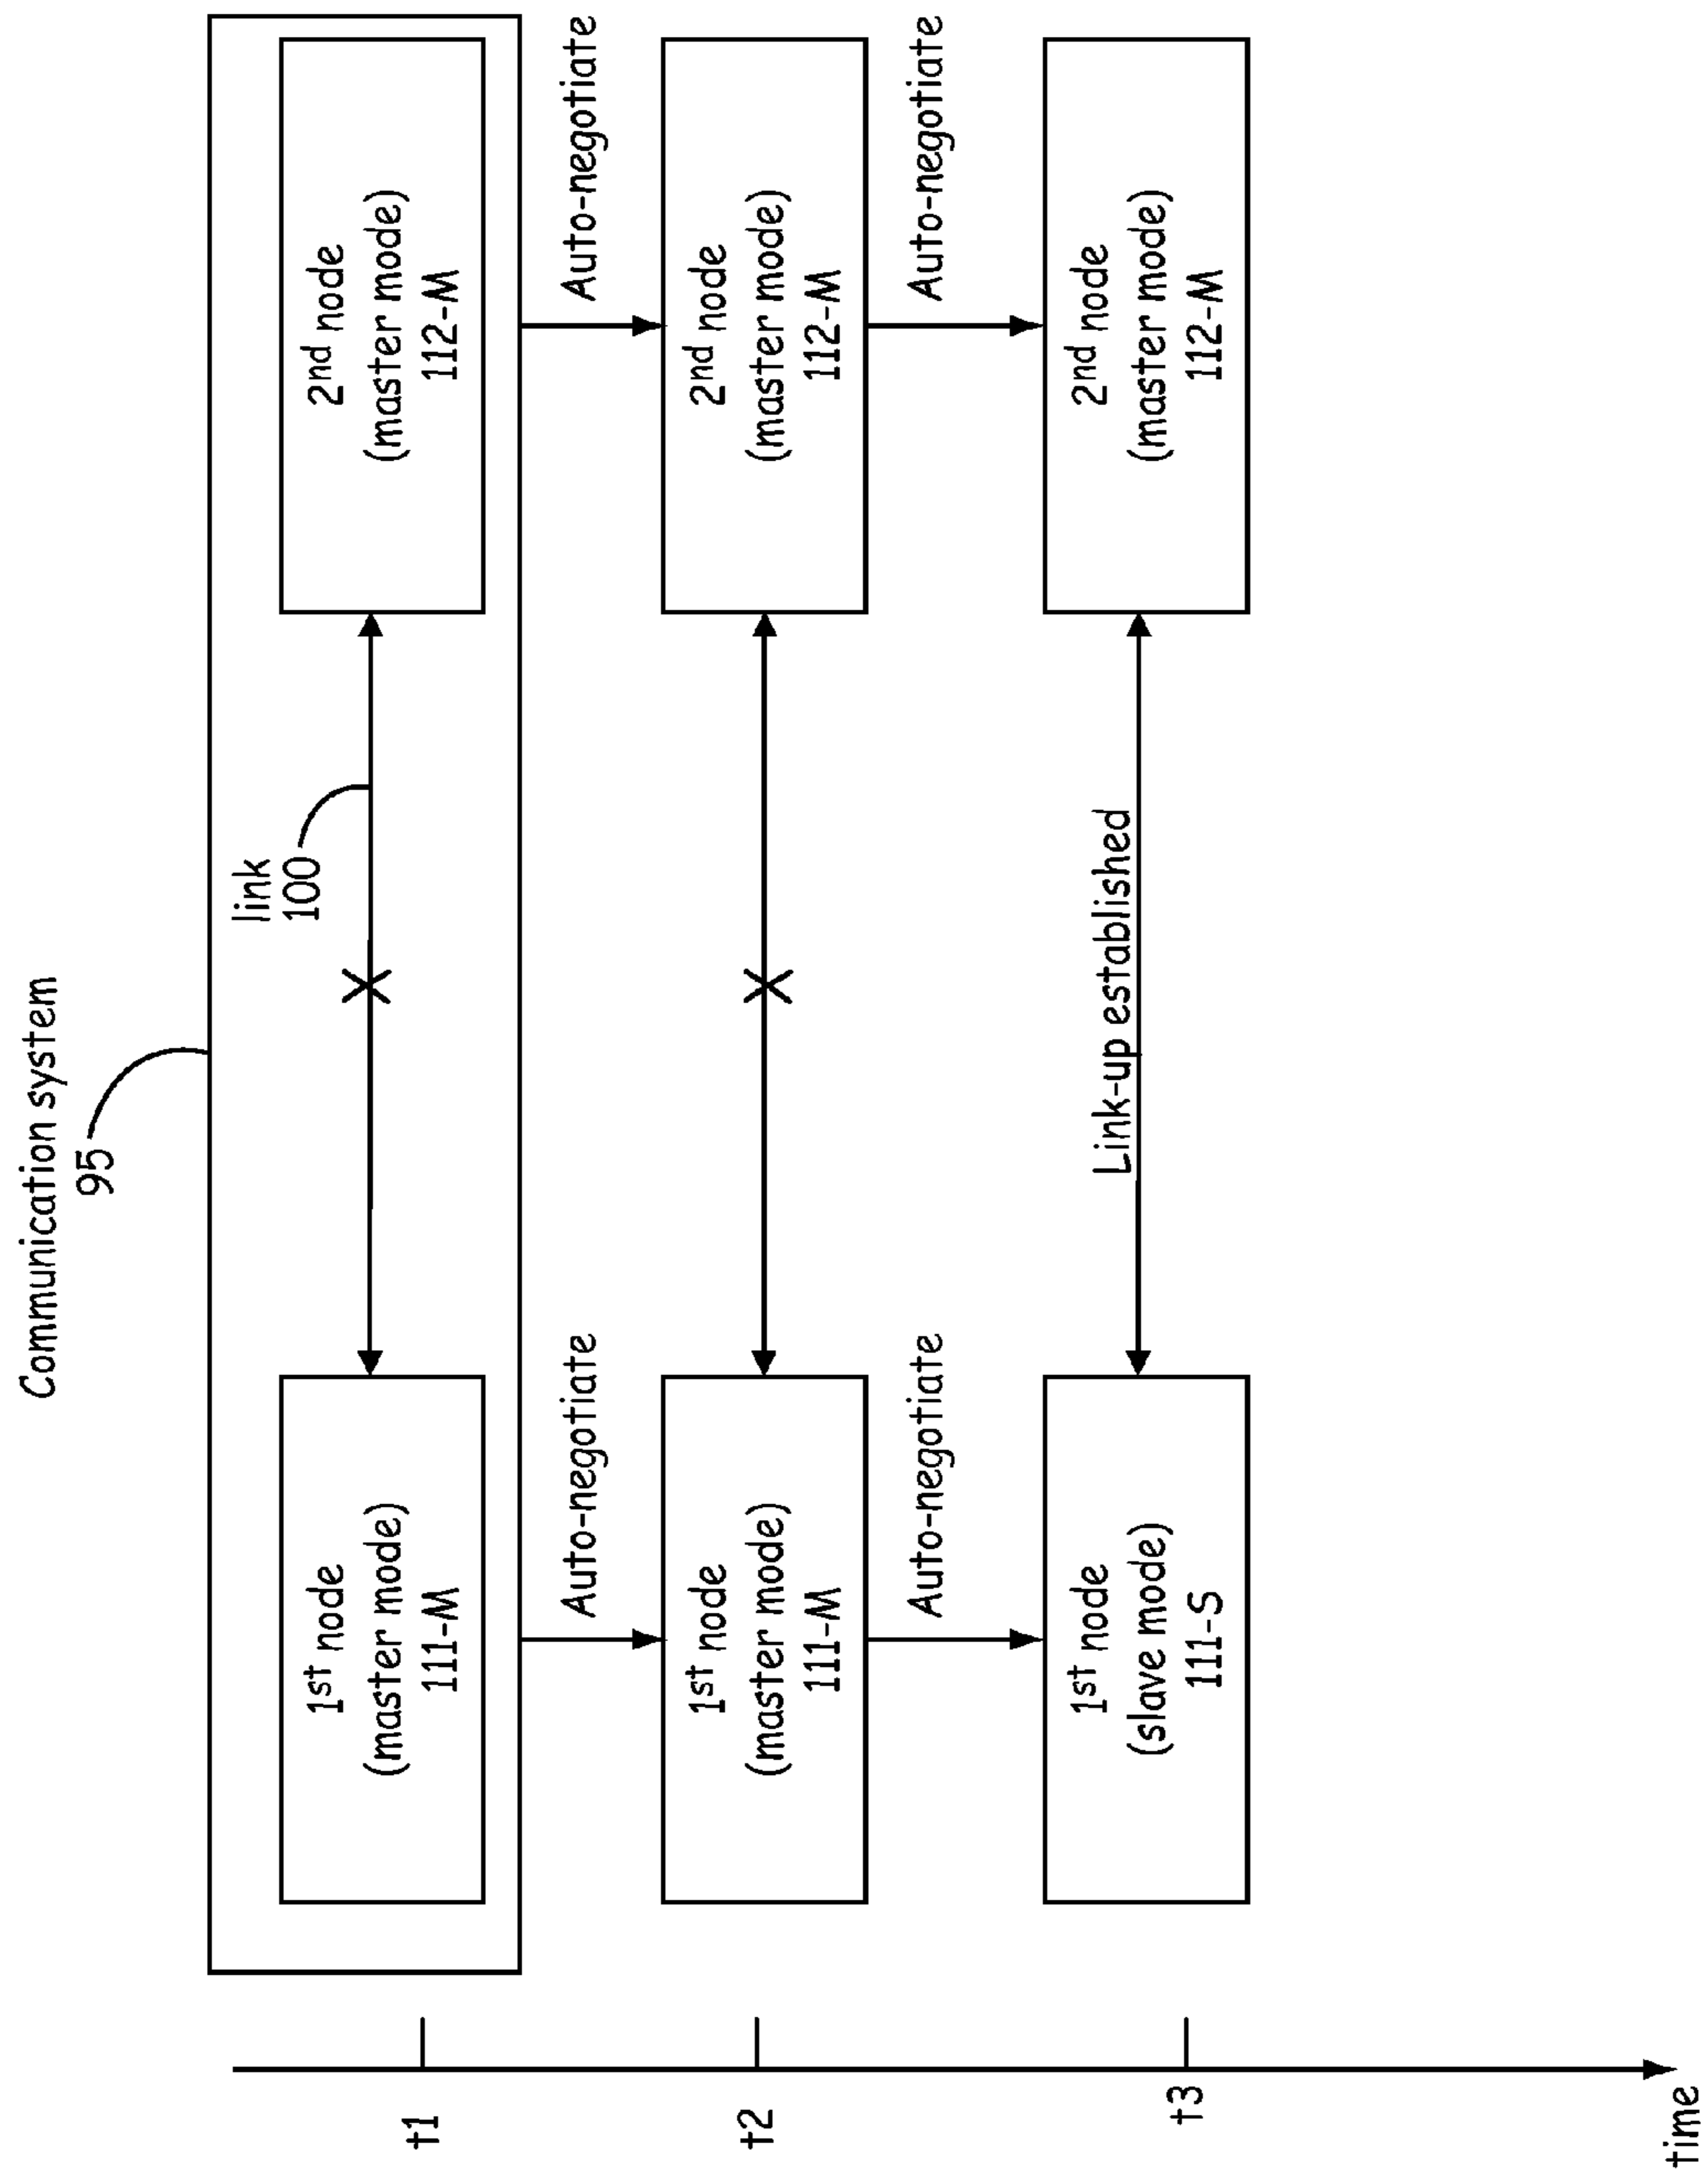 Communication system
95
link
100
t1
1st node
(master mode)
111-M
2nd node
(master mode)
112-M
Auto-negotiate
Auto-negotiate
t2
1st node
(master mode)
111-M
2nd node
(master mode)
112-M
Auto-negotiate
Auto-negotiate
t3
1st node
(slave mode)
111-S
Link-up established
2nd node
(master mode)
112-M
time